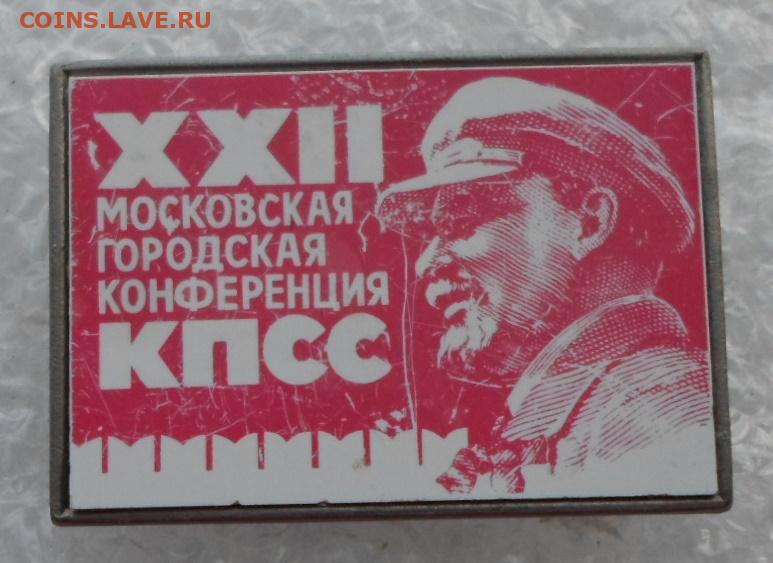 COINS.LAVE.RU
XXII
МОСКОВСКАЯ
ГОРОДСКАЯ
КОНФЕРЕНЦИЯ
КПСС